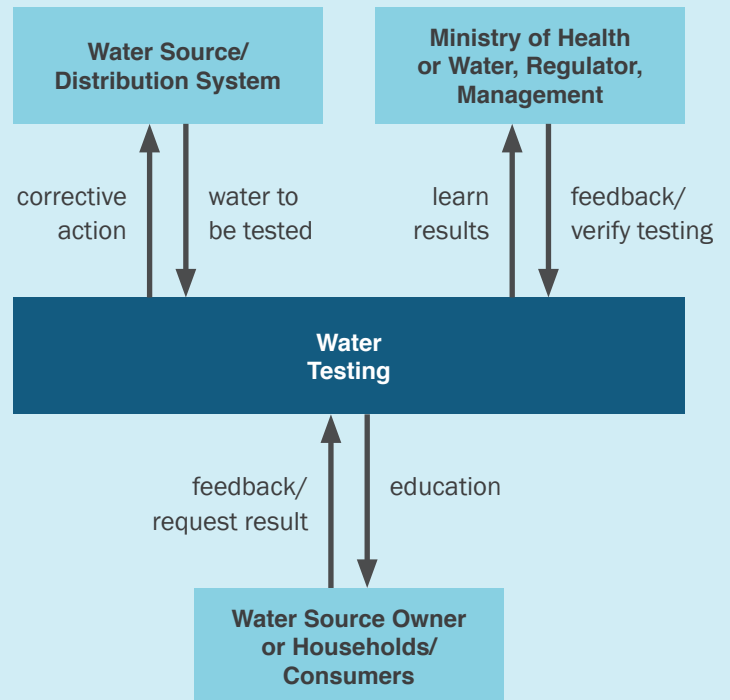 Water Source/
Distribution System
Ministry of Health
or Water, Regulator,
Management
corrective
action
water to
be tested
learn
results
feedback/
verify testing
Water
Testing
feedback/
request result
education
Water Source Owner
or Households/
Consumers